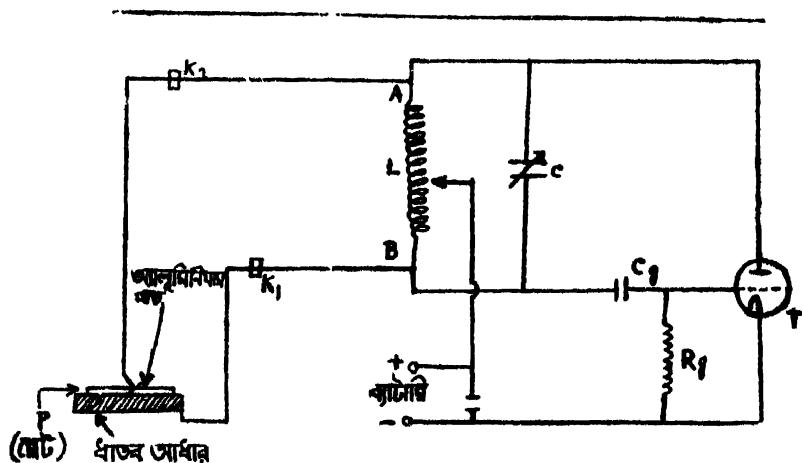 K₂
A
L
C
B
K₁
Cg
T
অ্যালুমিনিয়ম
পাত
Rg
+
ব্যাটারি
-
P
(প্লেট)
ধাতব আধার